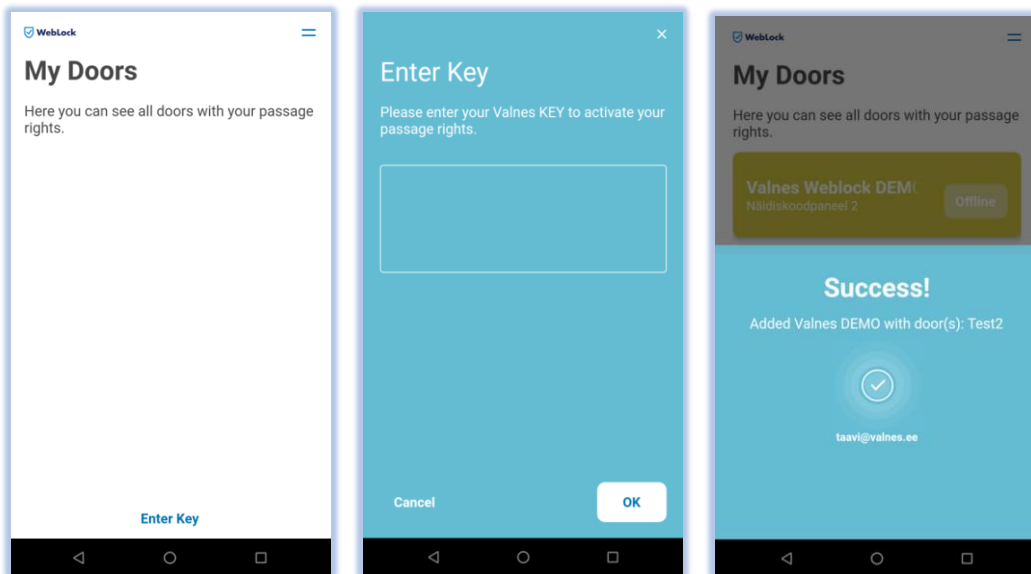 WebLock
My Doors
Here you can see all doors with your passage
rights.
Enter Key
Enter Key
Please enter your Valnes KEY to activate your
passage rights.
Cancel
OK
WebLock
My Doors
Here you can see all doors with your passage
rights.
Valnes Weblock DEM
Näidiskoodpaneel 2
Offline
Success!
Added Valnes DEMO with door(s): Test2
taavi@valnes.ee